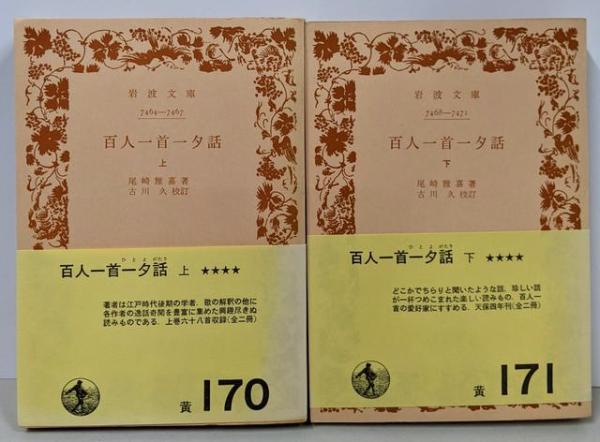 岩波文庫
7464—7467
百人一首一夕話
上
尾崎雅嘉著
古川久校訂
ひとよがたり
百人一首一夕話 上 ★★★★
著者は江戸時代後期の学者．歌の解釈の他に
各作者の逸話奇聞を豊富に集めた興趣尽きぬ
読みものである．上巻六十八首収録(全二冊)
黄 170
岩波文庫
7468—7471
百人一首一夕話
下
尾崎雅嘉著
古川久校訂
ひとよがたり
百人一首一夕話 下 ★★★★
どこかでちらりと聞いたような話，珍しい話
が一杯つめこまれた楽しい読みもの．百人一
首の愛好家にすすめる．天保四年刊(全二冊)
黄 171